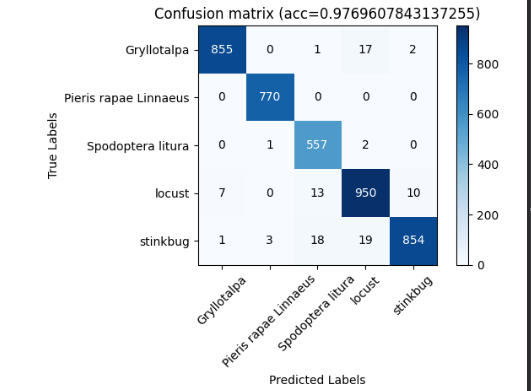 Confusion matrix (acc=0.9769607843137255)
True Labels
Gryllotalpa 855 0 1 17 2
Pieris rapae Linnaeus 0 770 0 0 0
Spodoptera litura 0 1 557 2 0
locust 7 0 13 950 10
stinkbug 1 3 18 19 854
Gryllotalpa
Pieris rapae Linnaeus
Spodoptera litura
locust
stinkbug
Predicted Labels
800
600
400
200
0